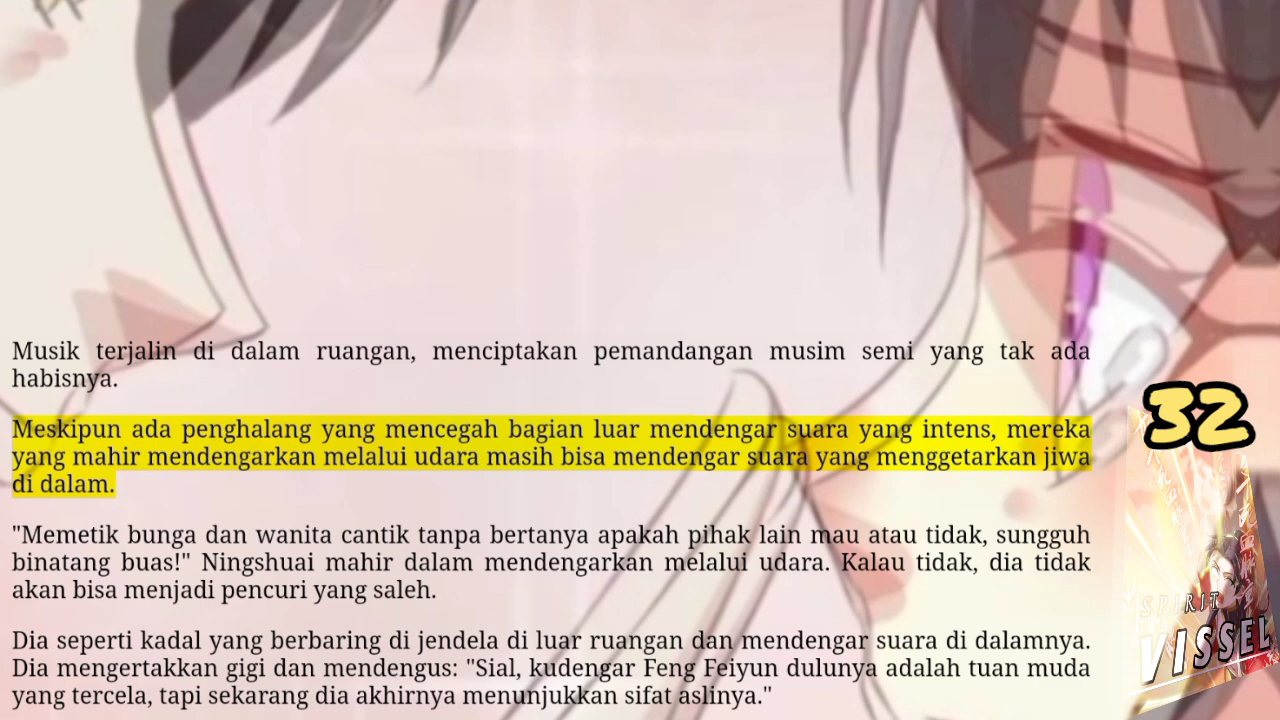 Musik terjalin di dalam ruangan, menciptakan pemandangan musim semi yang tak ada
habisnya.
Meskipun ada penghalang yang mencegah bagian luar mendengar suara yang intens, mereka
yang mahir mendengarkan melalui udara masih bisa mendengar suara yang menggetarkan jiwa
di dalam.
"Memetik bunga dan wanita cantik tanpa bertanya apakah pihak lain mau atau tidak, sungguh
binatang buas!" Ningshuai mahir dalam mendengarkan melalui udara. Kalau tidak, dia tidak
akan bisa menjadi pencuri yang saleh.
Dia seperti kadal yang berbaring di jendela di luar ruangan dan mendengar suara di dalamnya.
Dia mengertakkan gigi dan mendengus: "Sial, kudengar Feng Feiyun dulunya adalah tuan muda
yang tercela, tapi sekarang dia akhirnya menunjukkan sifat aslinya."
32
SPIRIT
VISSEL